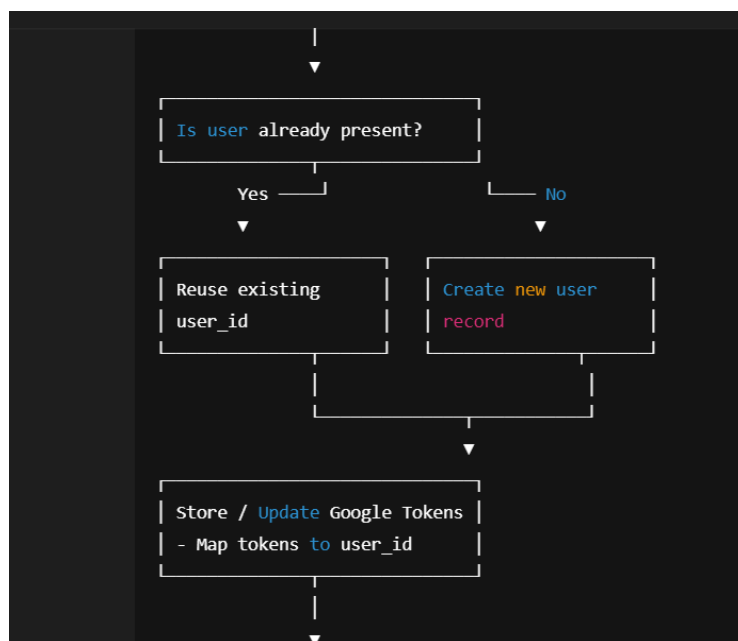 Is user already present?
Yes No
Reuse existing
user_id
Create new user
record
Store / Update Google Tokens
- Map tokens to user_id